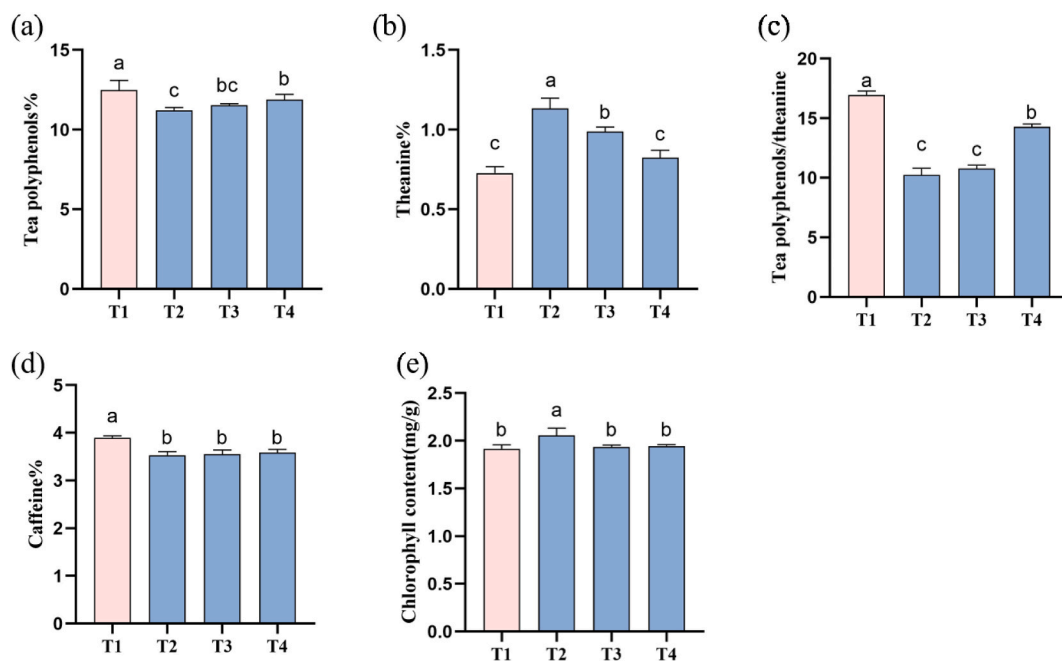 (a)
Tea polyphenols%
15
10
5
0
a
c
bc
b
T1 T2 T3 T4
(b)
Theanine%
1.5
1.0
0.5
0.0
c
a
b
c
T1 T2 T3 T4
(c)
Tea polyphenols/theanine
20
15
10
5
0
a
c
c
b
T1 T2 T3 T4
(d)
Caffeine%
5
4
3
2
1
0
a
b
b
b
T1 T2 T3 T4
(e)
Chlorophyll content(mg/g)
2.5
2.0
1.5
1.0
0.5
0.0
b
a
b
b
T1 T2 T3 T4